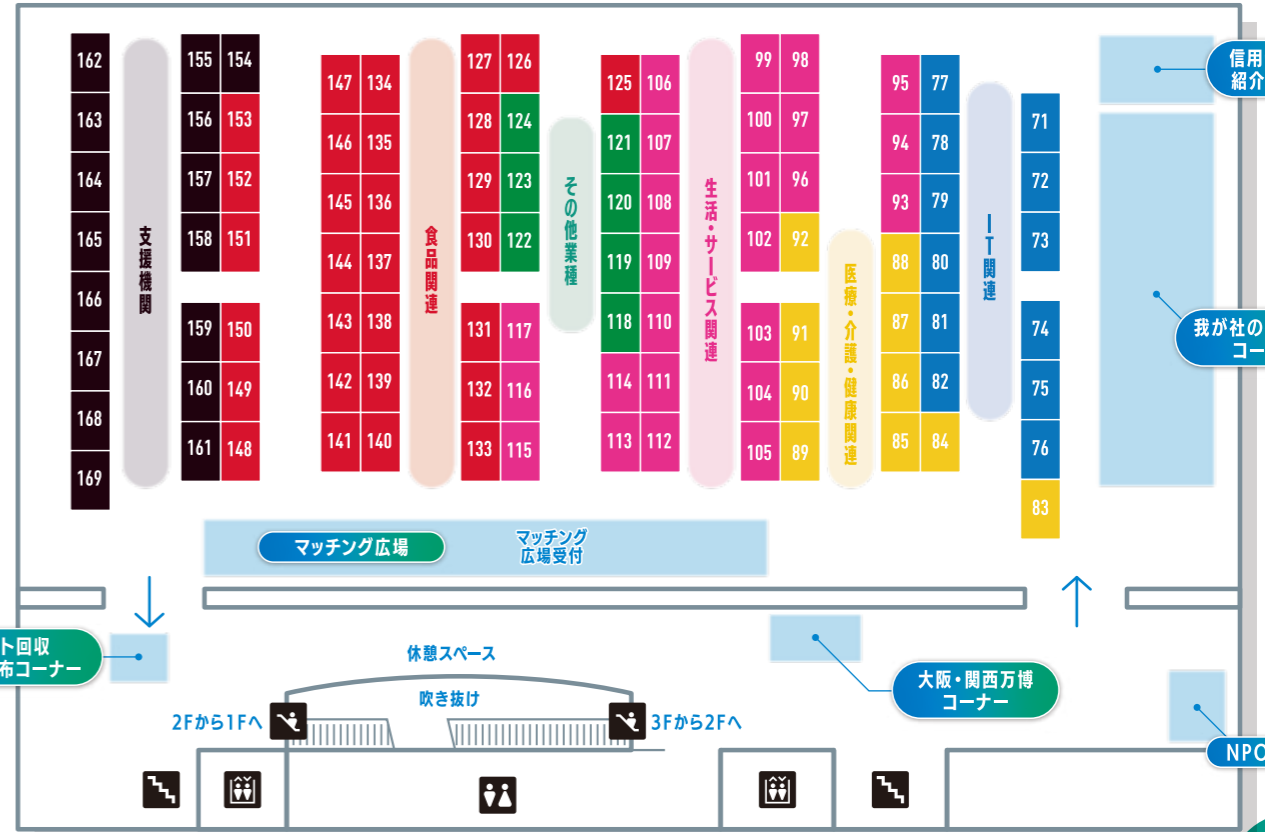 162
163
164
165
166
167
168
169
支援機関
155 154
156 153
157 152
158 151
159 150
160 149
161 148
147 134
146 135
145 136
144 137
143 138
142 139
141 140
食品関連
127 126
128 124
129 123
130 122
131 117
132 116
133 115
その他業種
125 106
121 107
120 108
119 109
118 110
114 111
113 112
生活・サービス関連
99 98
100 97
101 96
102 92
103 91
104 90
105 89
医療・介護・健康関連
95 77
94 78
93 79
88 80
87 81
86 82
85 84
IT関連
71
72
73
74
75
76
83
信用
紹介
我が社の
コー
マッチング広場
マッチング
広場受付
ト回収
布コーナー
休憩スペース
吹き抜け
2Fから1Fへ
3Fから2Fへ
大阪・関西万博
コーナー
NPO